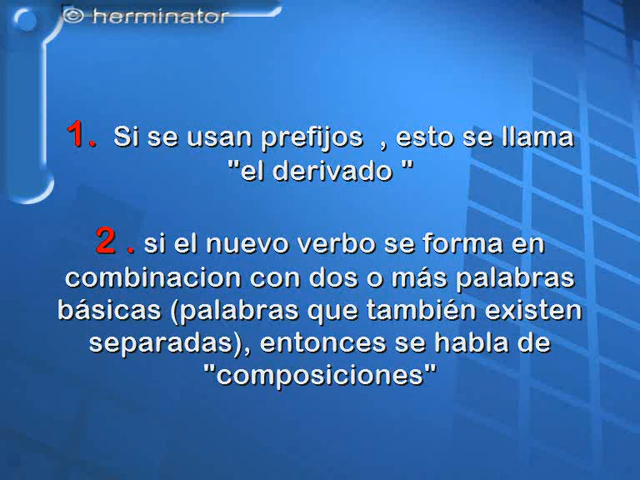 © herminator
1. Si se usan prefijos , esto se llama
"el derivado "
2 . si el nuevo verbo se forma en
combinacion con dos o más palabras
básicas (palabras que también existen
separadas), entonces se habla de
"composiciones"